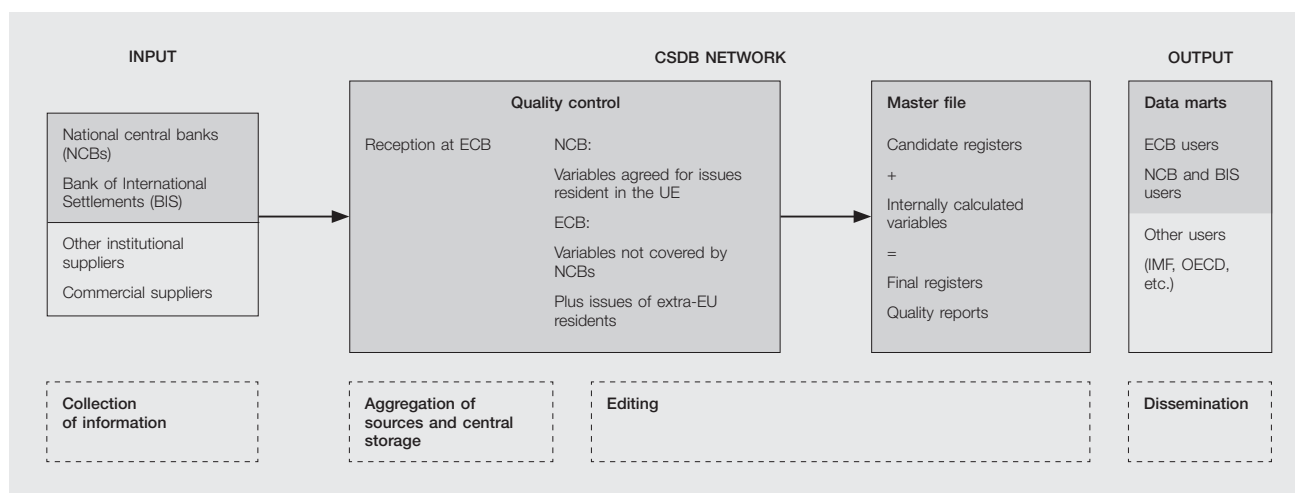 INPUT
CSDB NETWORK
OUTPUT
National central banks
(NCBs)
Bank of International
Settlements (BIS)
Other institutional
suppliers
Commercial suppliers
Quality control
Reception at ECB
NCB:
Variables agreed for issues
resident in the UE
ECB:
Variables not covered by
NCBs
Plus issues of extra-EU
residents
Master file
Candidate registers
+
Internally calculated
variables
=
Final registers
Quality reports
Data marts
ECB users
NCB and BIS
users
Other users
(IMF, OECD,
etc.)
Collection
of information
Aggregation of
sources and central
storage
Editing
Dissemination